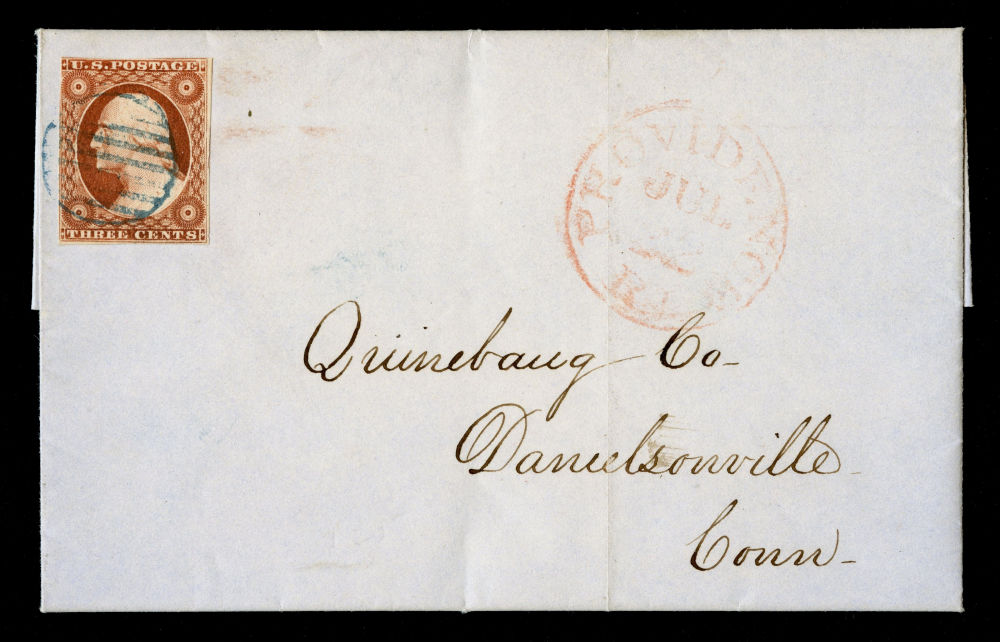 U.S. POSTAGE
THREE CENTS
PROVIDENCE
JUL
R.I.
Quinebaug Co-
Danielsonville-
Conn-